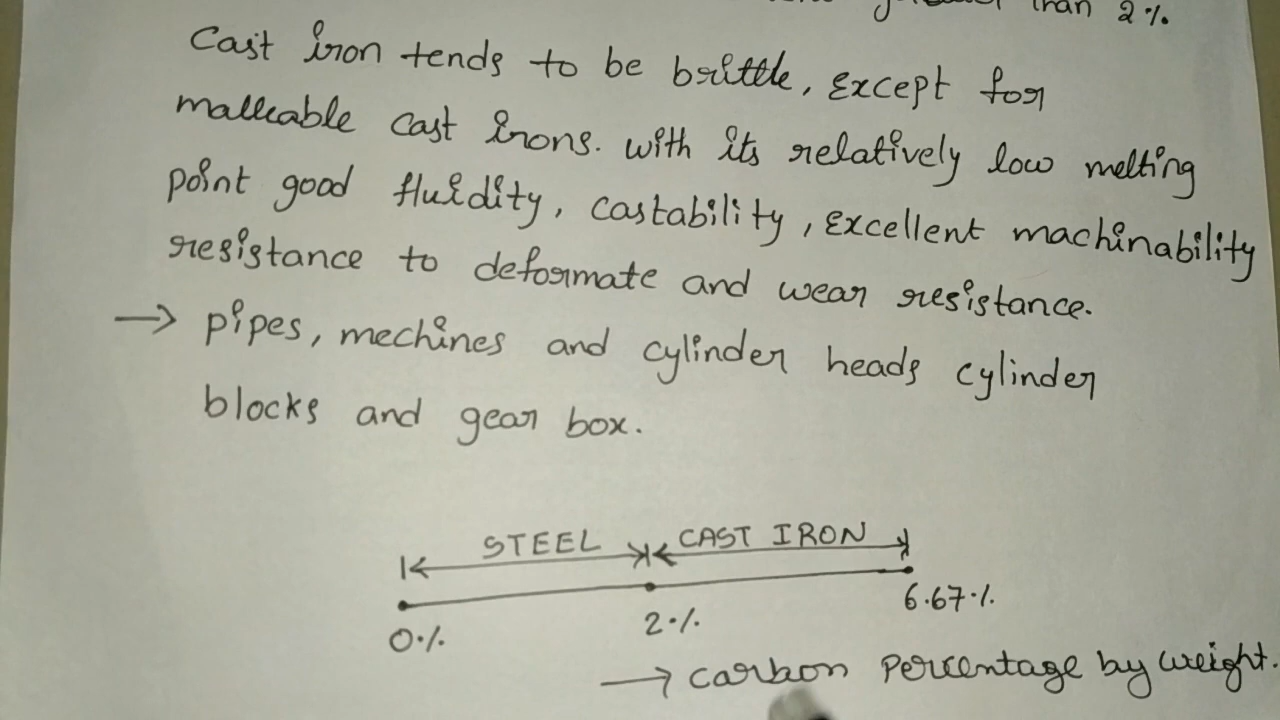 than 2%
Cast iron tends to be brittle, Except for
malleable cast irons. with its relatively low melting
point good fluidity, castability, Excellent machinability
resistance to deformate and wear resistance.
→ pipes, mechines and cylinder heads cylinder
blocks and gear box.
STEEL CAST IRON
0% 2% 6.67%
→ carbon percentage by weight.